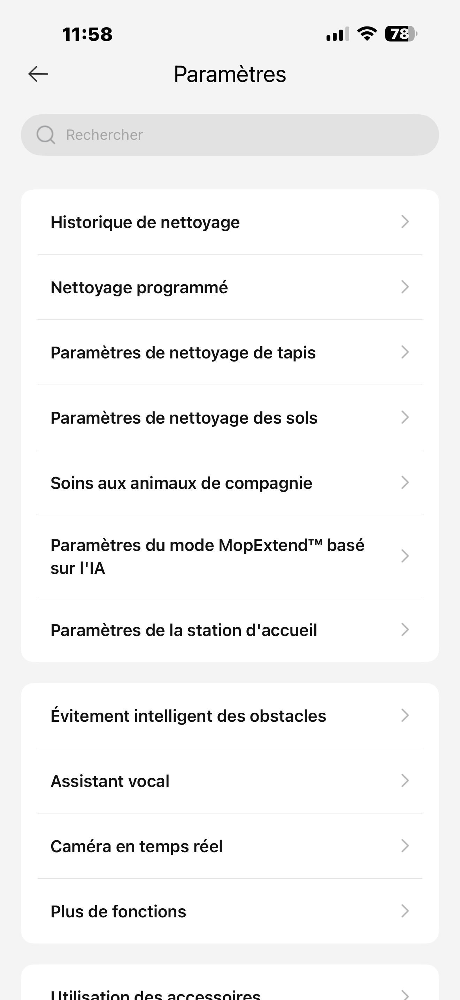 11:58
78
Paramètres
Rechercher
Historique de nettoyage
Nettoyage programmé
Paramètres de nettoyage de tapis
Paramètres de nettoyage des sols
Soins aux animaux de compagnie
Paramètres du mode MopExtend™ basé
sur l'IA
Paramètres de la station d'accueil
Évitement intelligent des obstacles
Assistant vocal
Caméra en temps réel
Plus de fonctions
Utilisation des accessoires